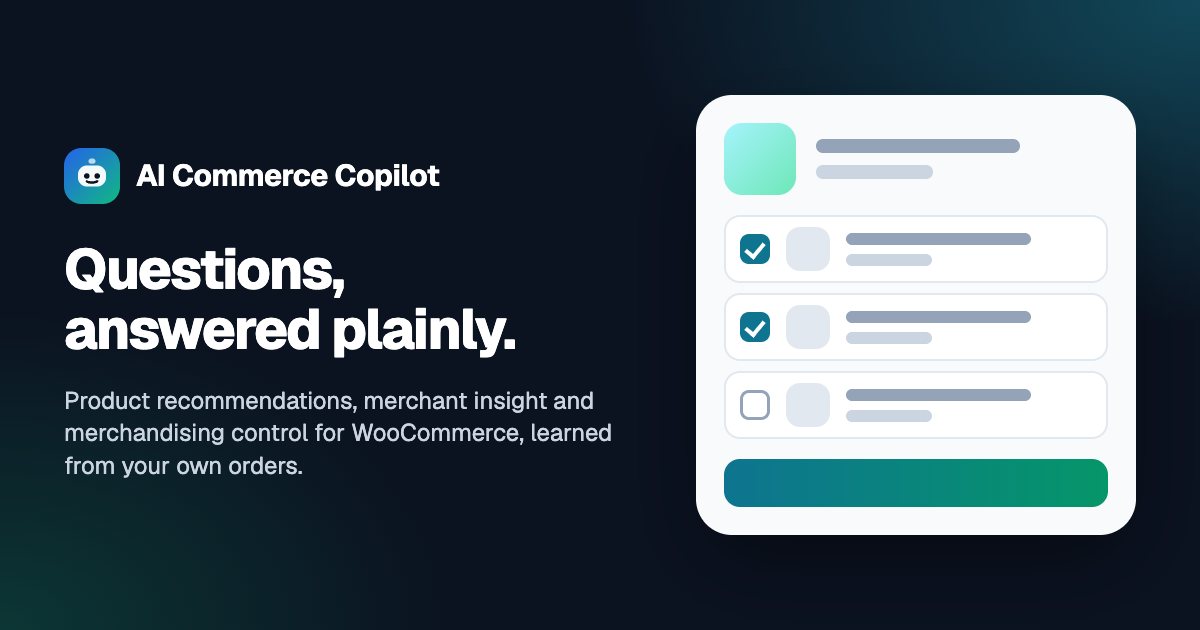 AI Commerce Copilot
Questions,
answered plainly.
Product recommendations, merchant insight and
merchandising control for WooCommerce, learned
from your own orders.